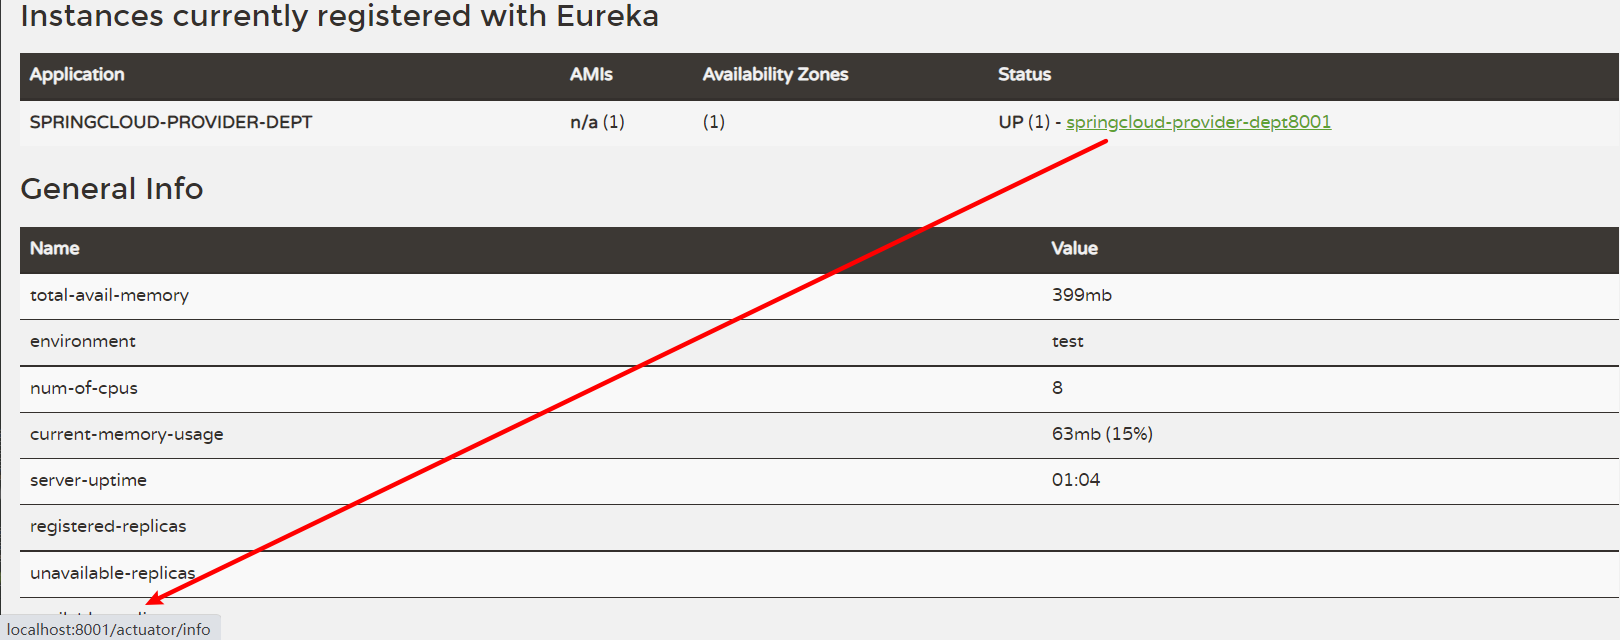 Instances currently registered with Eureka
Application AMIs Availability Zones Status
SPRINGCLOUD-PROVIDER-DEPT n/a (1) (1) UP (1) - springcloud-provider-dept8001
General Info
Name Value
total-avail-memory 399mb
environment test
num-of-cpus 8
current-memory-usage 63mb (15%)
server-uptime 01:04
registered-replicas
unavailable-replicas
localhost:8001/actuator/info